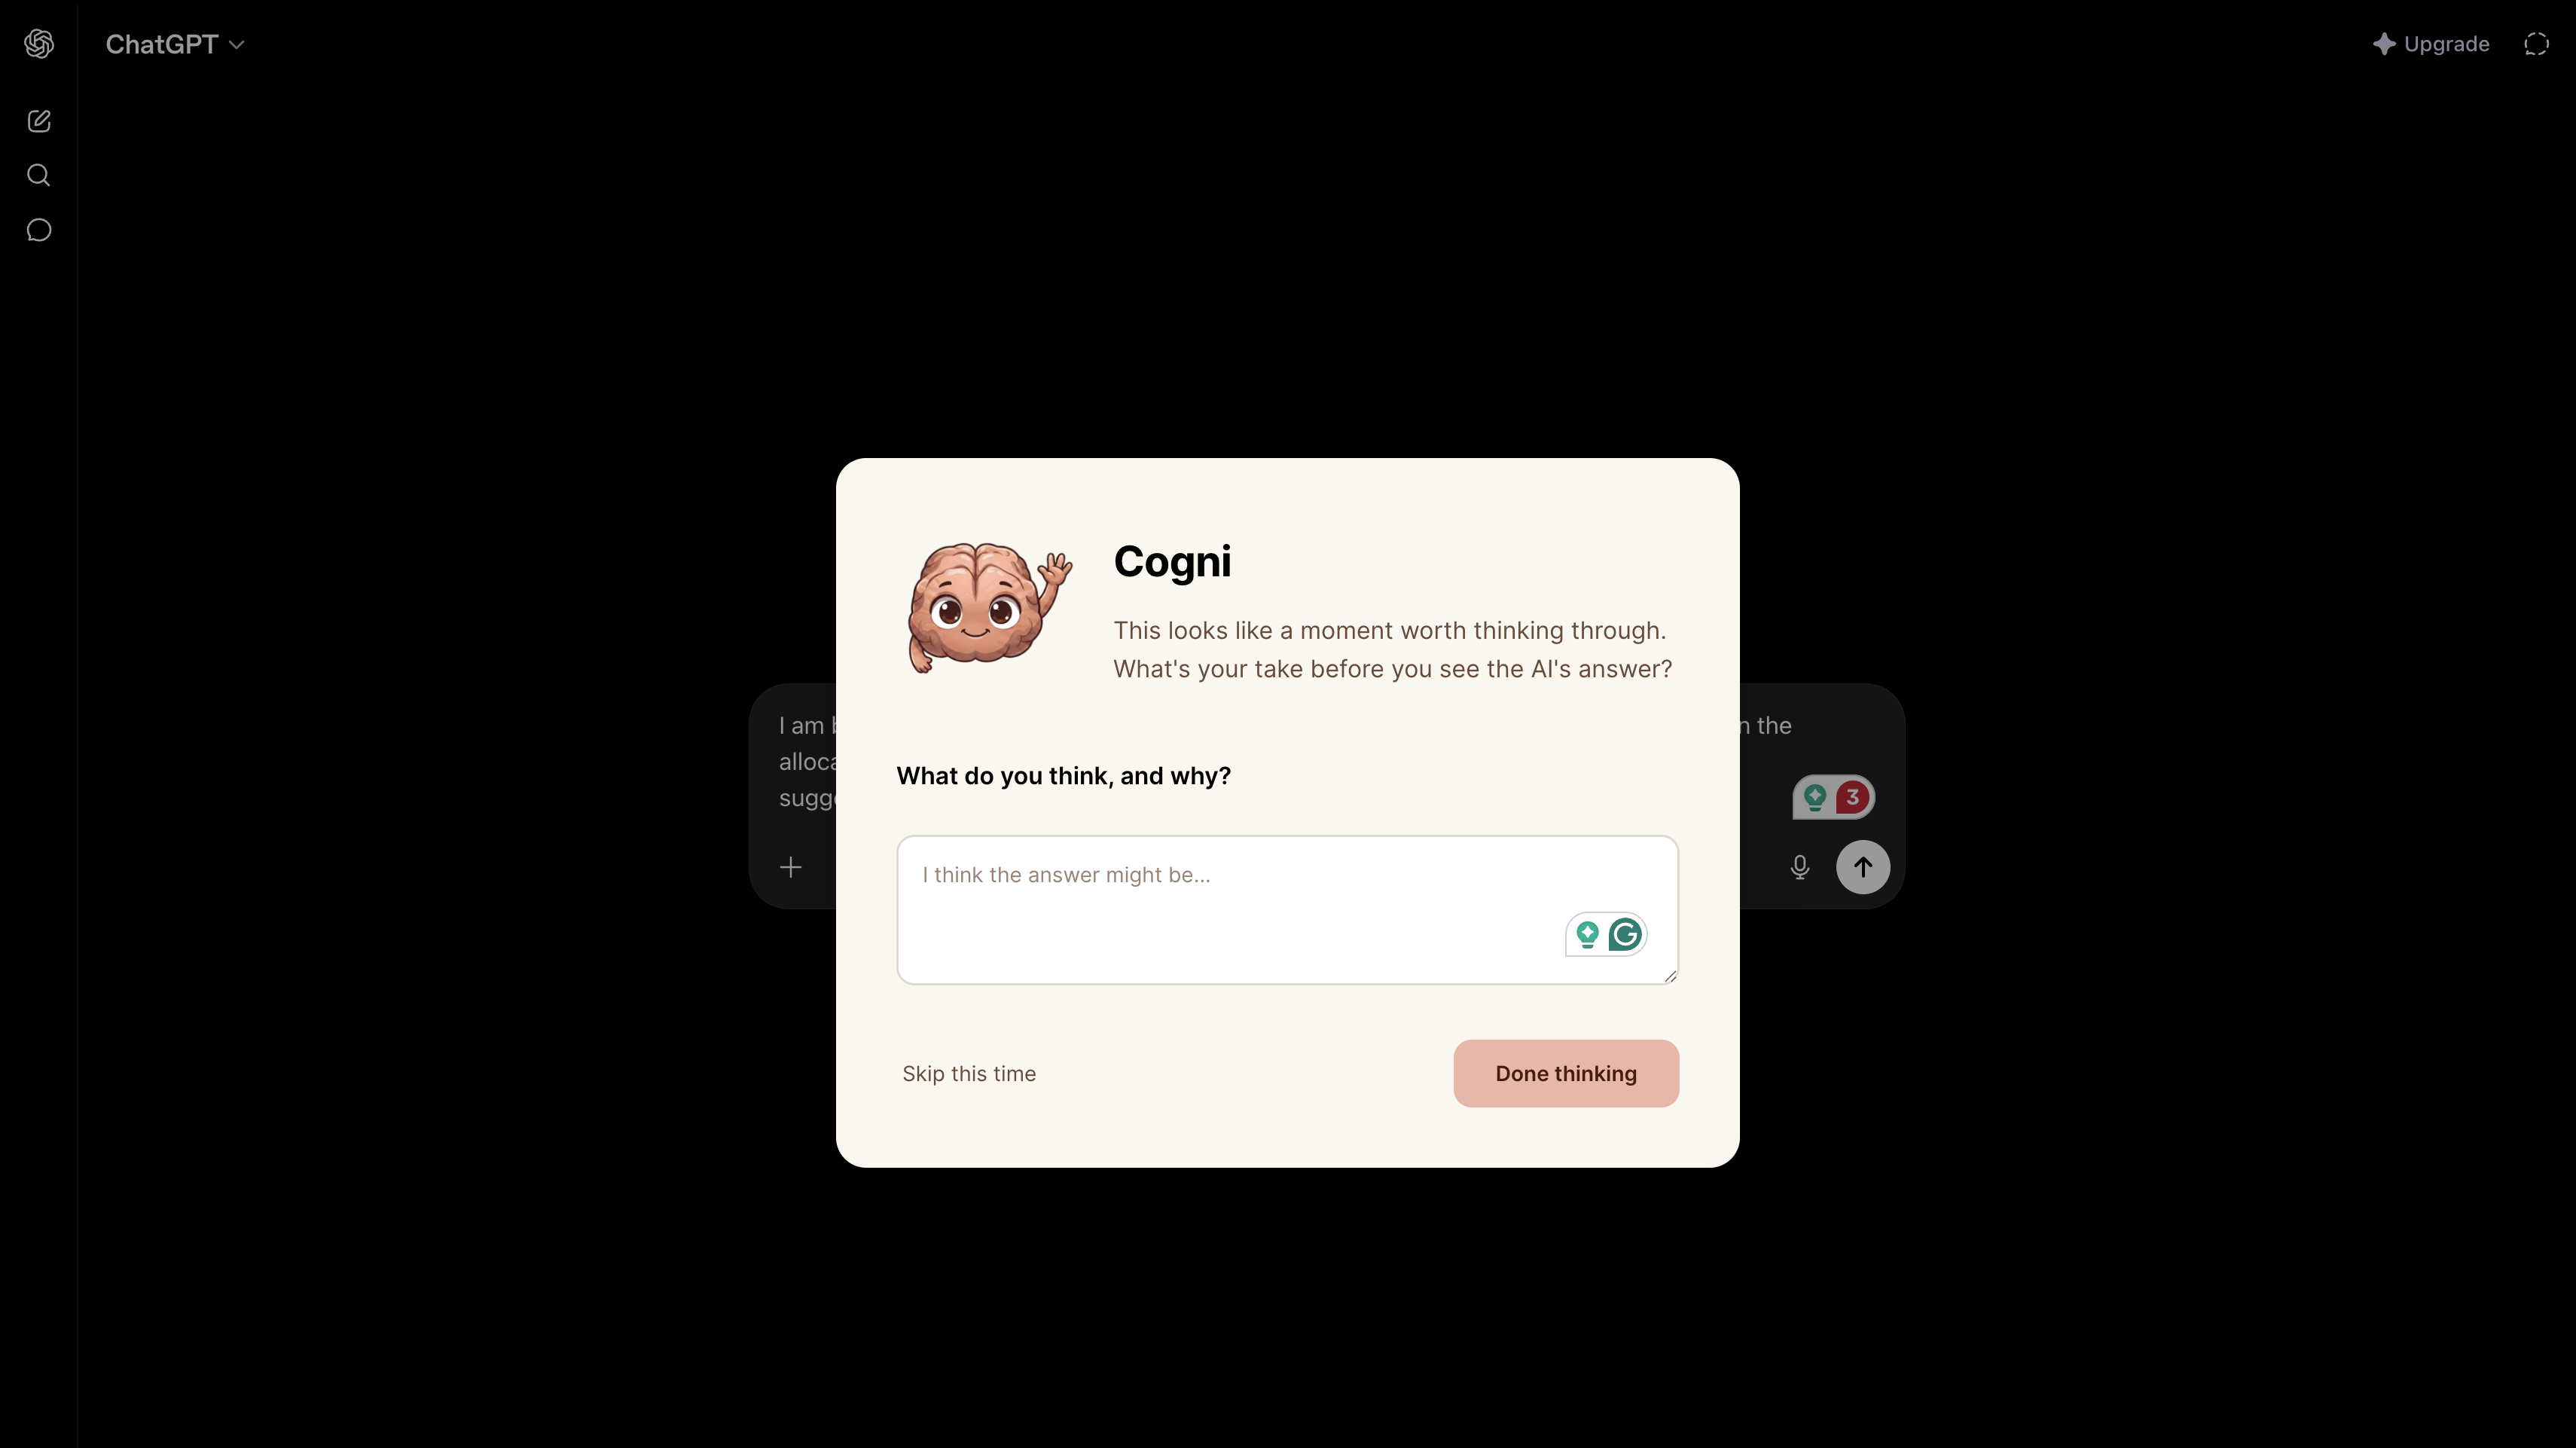 ChatGPT
Upgrade
Cogni
This looks like a moment worth thinking through.
What's your take before you see the AI's answer?
I am
the
What do you think, and why?
3
I think the answer might be...
G
Skip this time
Done thinking